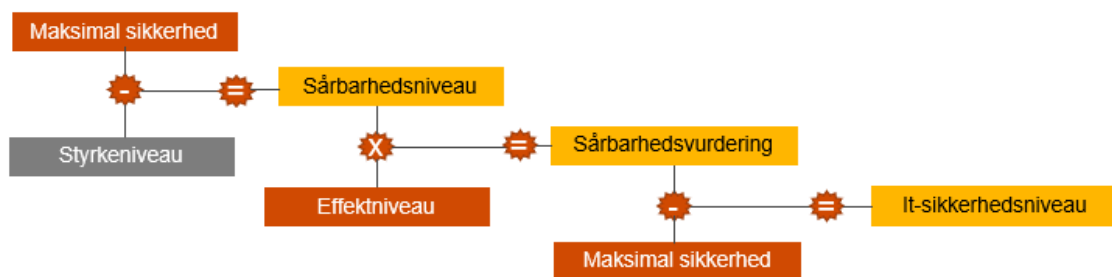 Maksimal sikkerhed
-
=
Sårbarhedsniveau
Styrkeniveau
X
=
Sårbarhedsvurdering
Effektniveau
-
=
It-sikkerhedsniveau
Maksimal sikkerhed